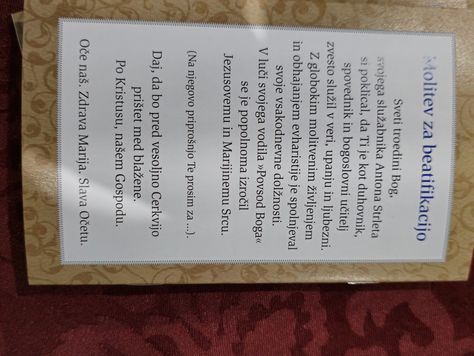 Molitev za beatifikacijo
Sveti troedini Bog,
svojega služabnika Antona Strleta
si poklical, da Ti je kot duhovnik,
spovednik in bogoslovni učitelj
zvesto služil v veri, upanju in ljubezni.
Z globokim molitvenim življenjem
in obhajanjem evharistije je spolnjeval
svoje vsakodnevne dolžnosti.
V luči svojega vodila »Povsod Boga«
se je popolnoma izročil
Jezusovemu in Marijinemu Srcu.
(Na njegovo priprošnjo Te prosim za ...).
Daj, da bo pred vesoljno Cerkvijo
prištet med blažene.
Po Kristusu, našem Gospodu.
Oče naš. Zdrava Marija. Slava Očetu.